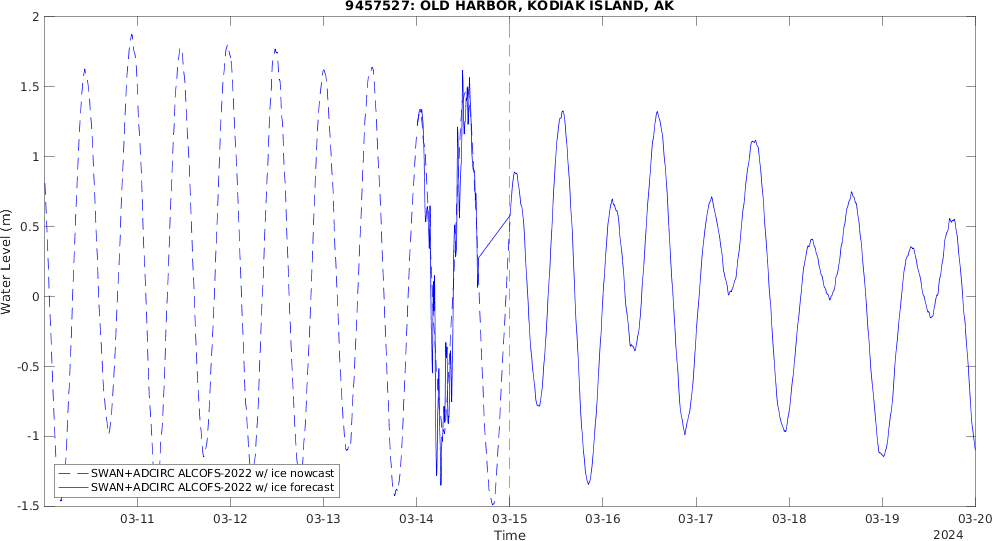 9457527: OLD HARBOR, KODIAK ISLAND, AK
Water Level (m)
2
1.5
1
0.5
0
-0.5
-1
-1.5
SWAN+ADCIRC ALCOFS-2022 w/ ice nowcast
SWAN+ADCIRC ALCOFS-2022 w/ ice forecast
03-11 03-12 03-13 03-14 03-15 03-16 03-17 03-18 03-19 03-20
Time
2024